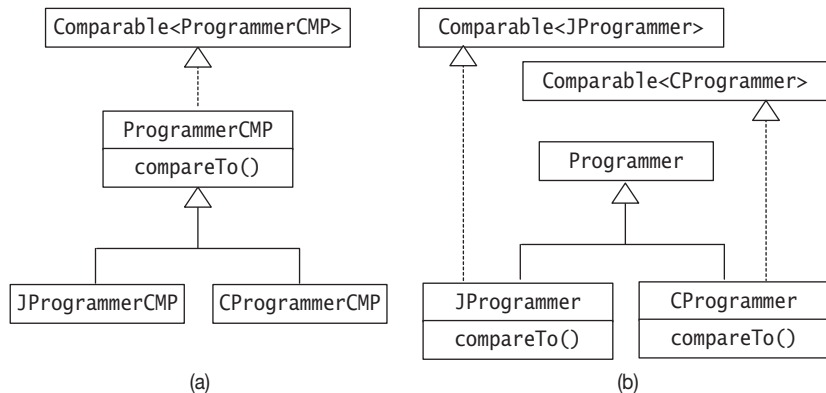 Comparable<ProgrammerCMP>
ProgrammerCMP
compareTo()
JProgrammerCMP
CProgrammerCMP
(a)
Comparable<JProgrammer>
Comparable<CProgrammer>
Programmer
JProgrammer
compareTo()
CProgrammer
compareTo()
(b)